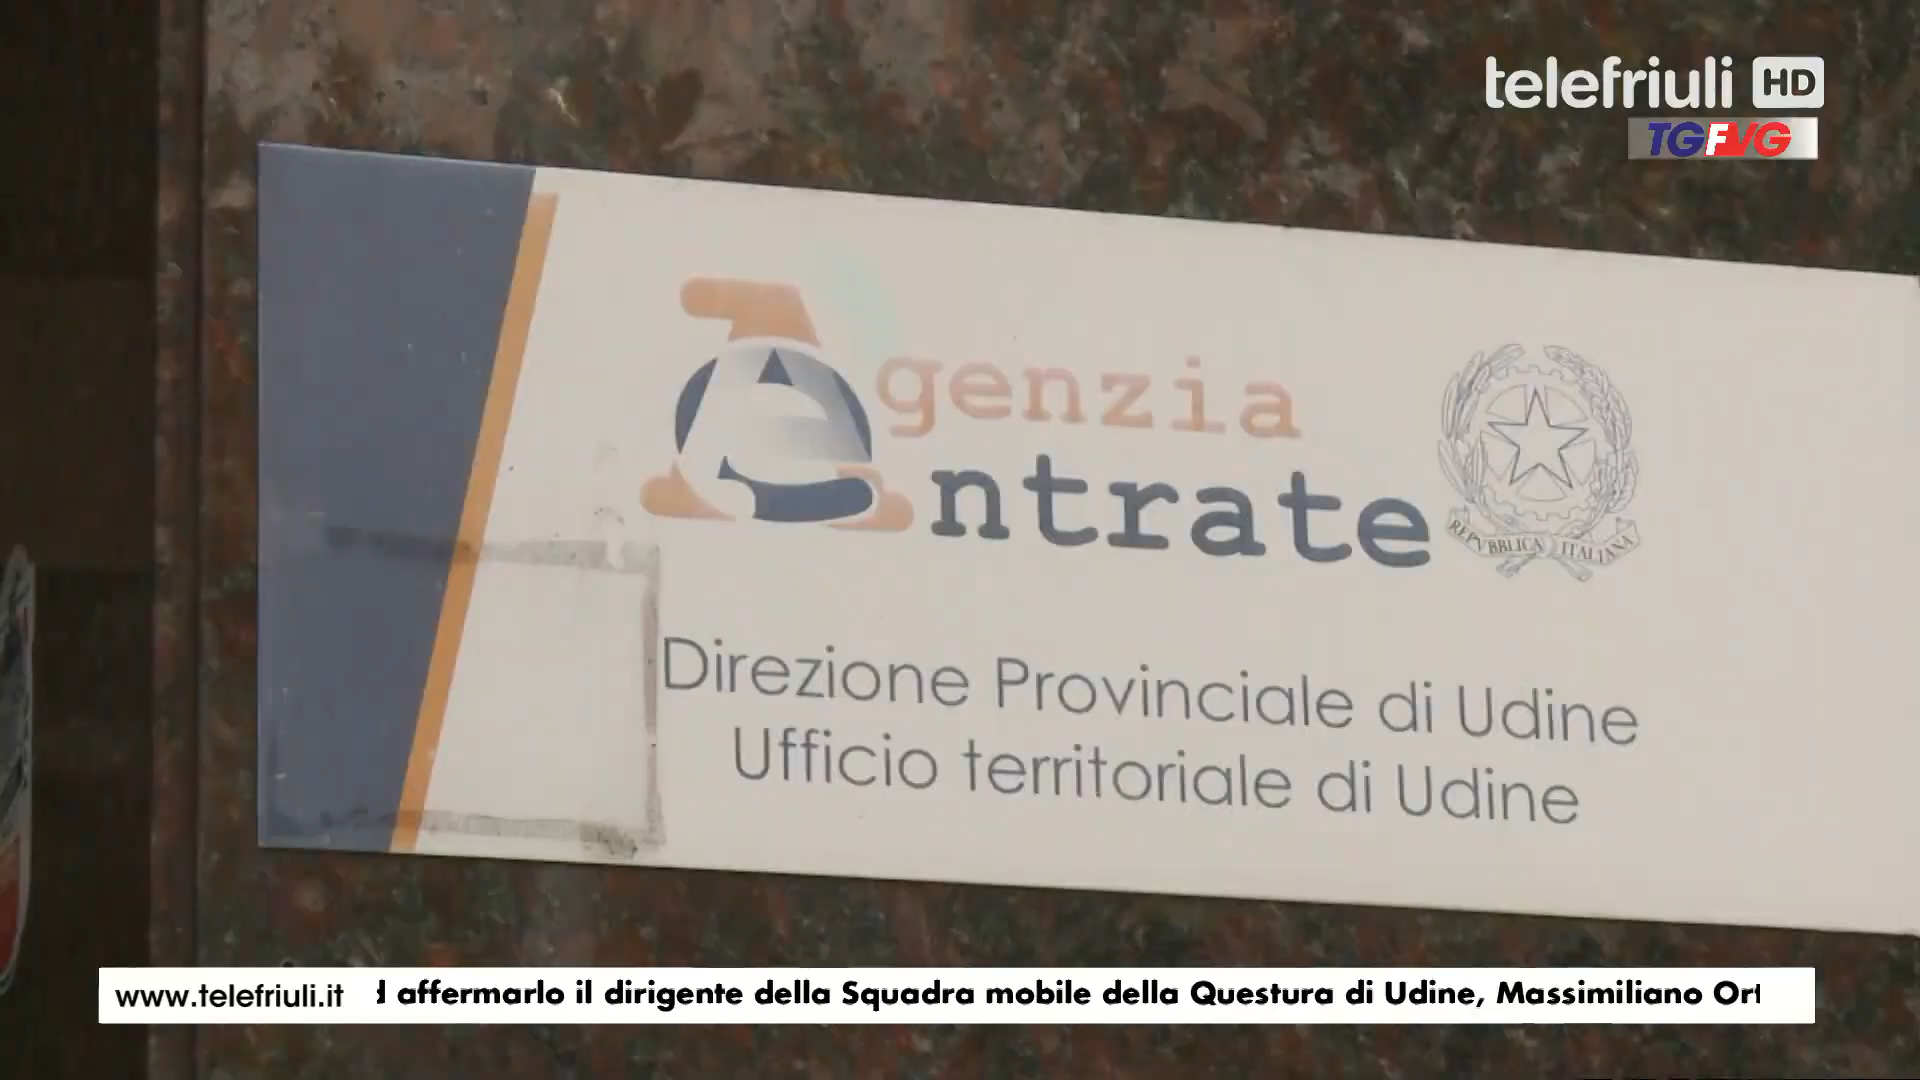 telefriuli HD
TGFVG
Agenzia
entrate
REPVBBLICA ITALIANA
Direzione Provinciale di Udine
Ufficio territoriale di Udine
www.telefriuli.it affermarlo il dirigente della Squadra mobile della Questura di Udine, Massimiliano